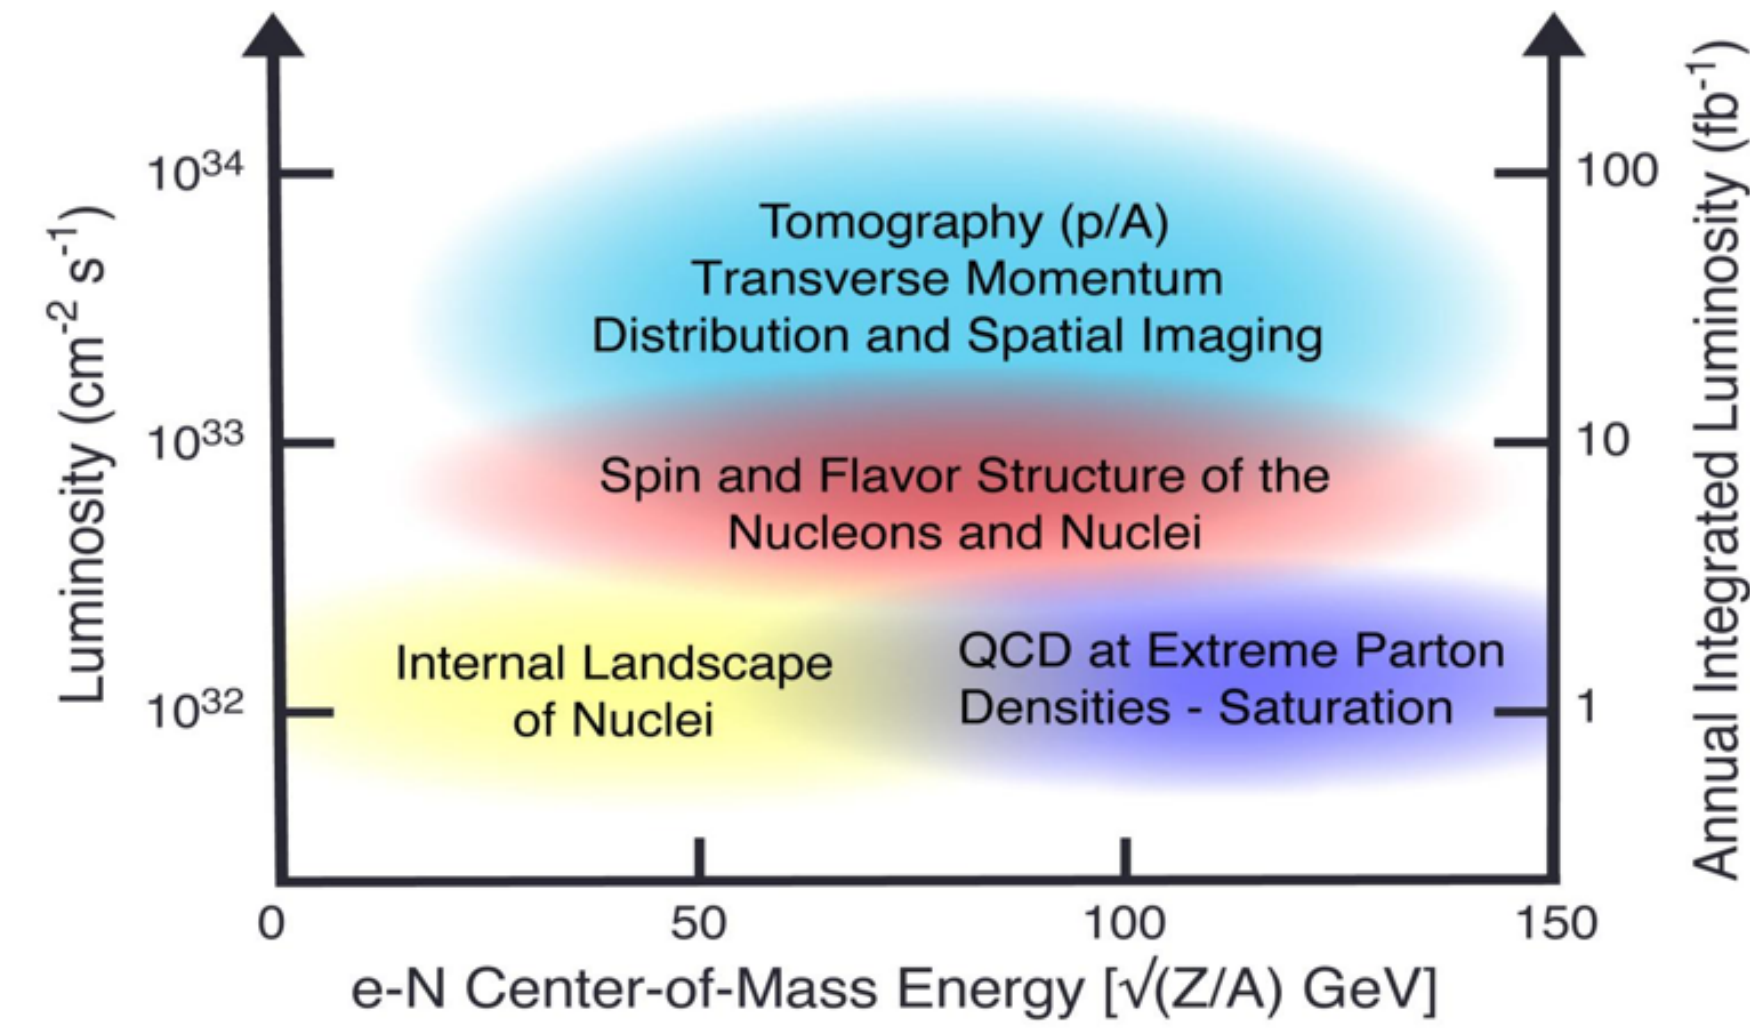 Luminosity (cm⁻² s⁻¹)
10³⁴
10³³
10³²
Tomography (p/A)
Transverse Momentum
Distribution and Spatial Imaging
Spin and Flavor Structure of the
Nucleons and Nuclei
Internal Landscape
of Nuclei
QCD at Extreme Parton
Densities - Saturation
100
10
1
Annual Integrated Luminosity (fb⁻¹)
0
50
100
150
e-N Center-of-Mass Energy [√(Z/A) GeV]